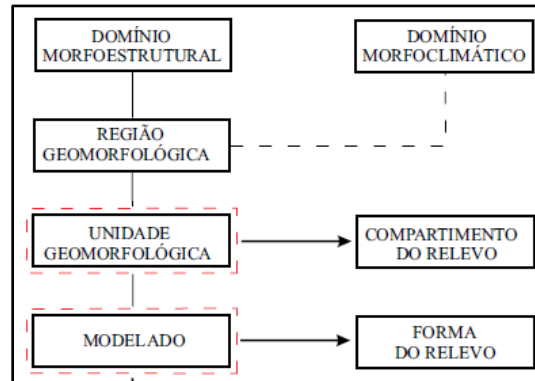 DOMÍNIO
MORFOESTRUTURAL
DOMÍNIO
MORFOCLIMÁTICO
REGIÃO
GEOMORFOLÓGICA
UNIDADE
GEOMORFOLÓGICA
COMPARTIMENTO
DO RELEVO
MODELADO
FORMA
DO RELEVO